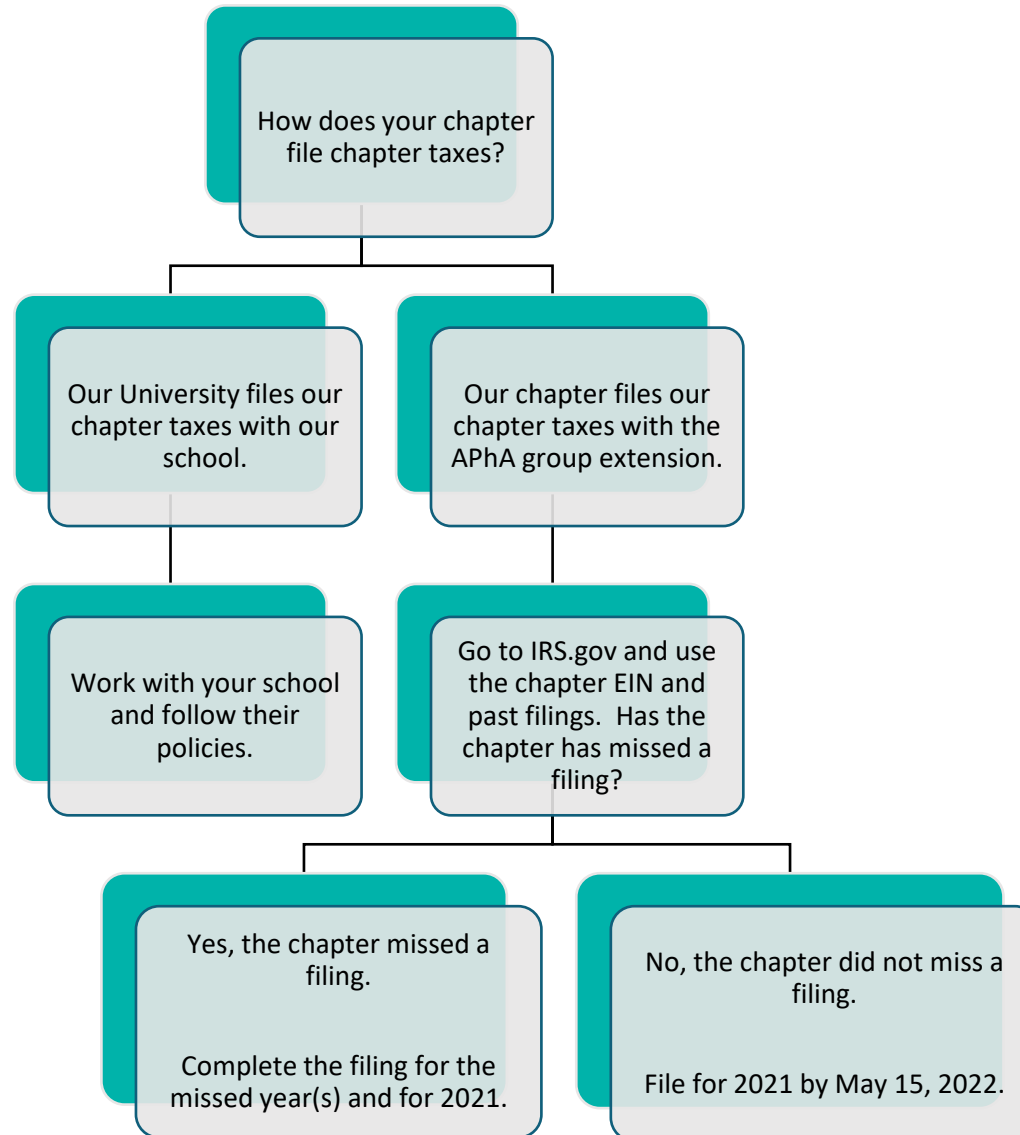 How does your chapter
file chapter taxes?
Our University files our
chapter taxes with our
school.
Our chapter files our
chapter taxes with the
APhA group extension.
Work with your school
and follow their
policies.
Go to IRS.gov and use
the chapter EIN and
past filings.  Has the
chapter has missed a
filing?
Yes, the chapter missed a
filing.
Complete the filing for the
missed year(s) and for 2021.
No, the chapter did not miss a
filing.
File for 2021 by May 15, 2022.